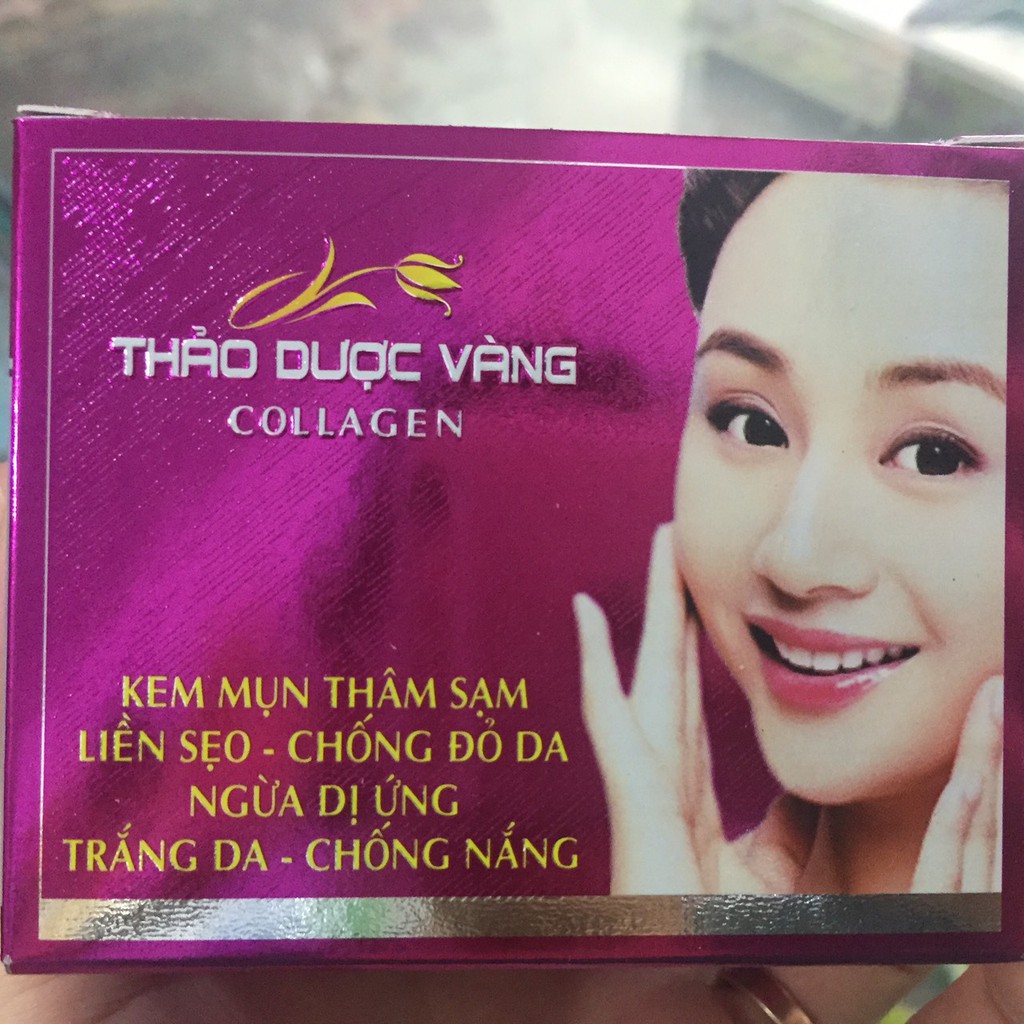 THẢO DƯỢC VÀNG
COLLAGEN
KEM MỤN THÂM SẠM
LIỀN SẸO - CHỐNG ĐỎ DA
NGỪA DỊ ỨNG
TRẮNG DA - CHỐNG NẮNG